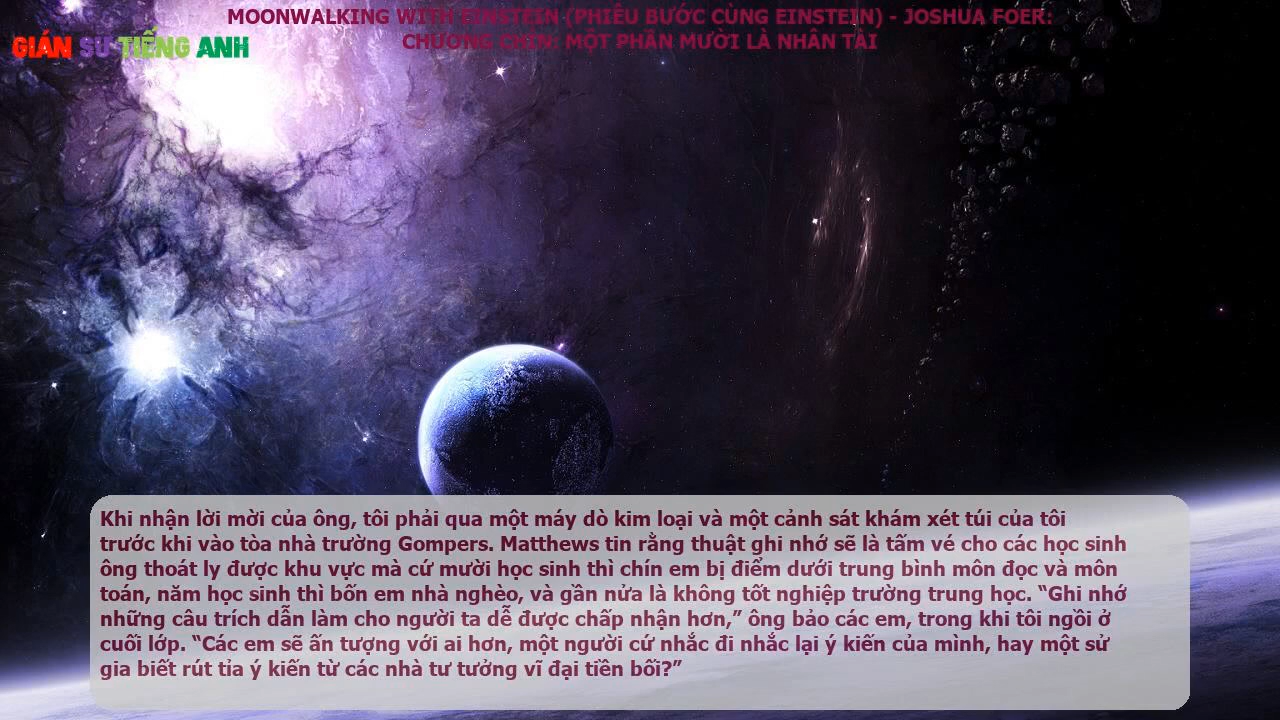 MOONWALKING WITH EINSTEIN (PHIÊU BƯỚC CÙNG EINSTEIN) - JOSHUA FOER:
CHƯƠNG CHÍN: MỘT PHẦN MƯỜI LÀ NHÂN TÀI
GIÁN SỨ TIẾNG ANH
Khi nhận lời mời của ông, tôi phải qua một máy dò kim loại và một cảnh sát khám xét túi của tôi
trước khi vào tòa nhà trường Gompers. Matthews tin rằng thuật ghi nhớ sẽ là tấm vé cho các học sinh
ông thoát ly được khu vực mà cứ mười học sinh thì chín em bị điểm dưới trung bình môn đọc và môn
toán, năm học sinh thì bốn em nhà nghèo, và gần nửa là không tốt nghiệp trường trung học. “Ghi nhớ
những câu trích dẫn làm cho người ta dễ được chấp nhận hơn,” ông bảo các em, trong khi tôi ngồi ở
cuối lớp. “Các em sẽ ấn tượng với ai hơn, một người cứ nhắc đi nhắc lại ý kiến của mình, hay một sử
gia biết rút tỉa ý kiến từ các nhà tư tưởng vĩ đại tiền bối?”